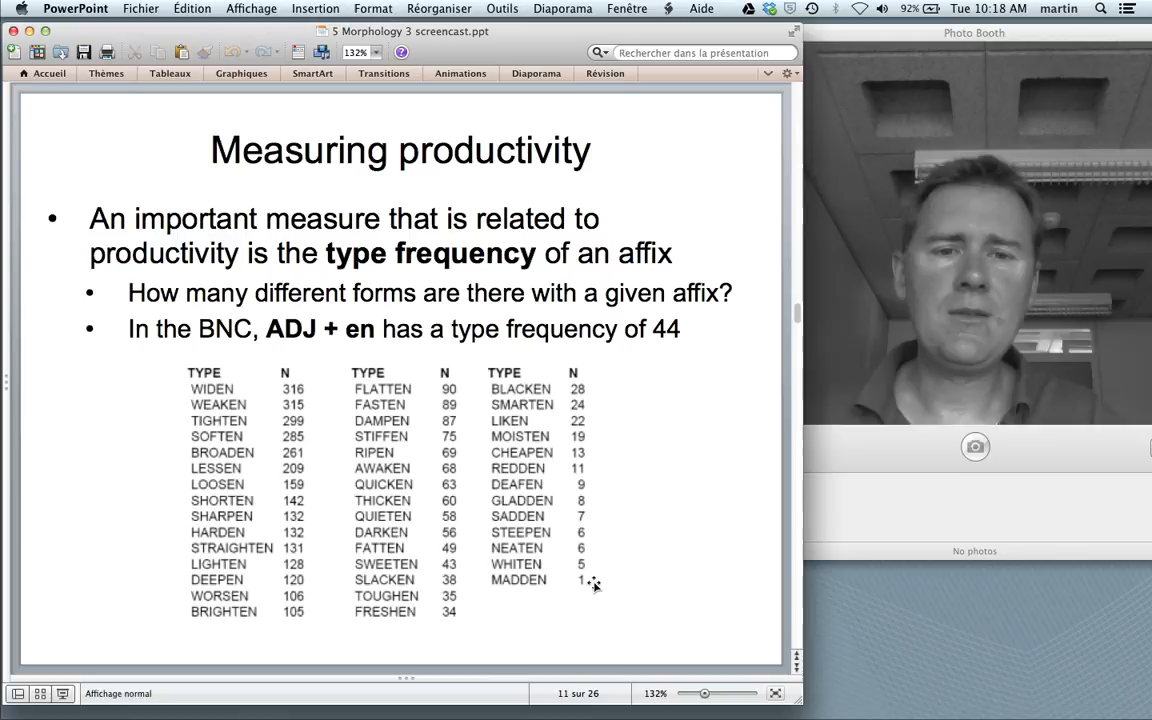 PowerPoint Fichier Édition Affichage Insertion Format Réorganiser Outils Diaporama Fenêtre Aide 92% Tue 10:18 AM martin
5 Morphology 3 screencast.ppt
Photo Booth
132% Rechercher dans la présentation
Accueil Thèmes Tableaux Graphiques SmartArt Transitions Animations Diaporama Révision
Measuring productivity
• An important measure that is related to
productivity is the type frequency of an affix
• How many different forms are there with a given affix?
• In the BNC, ADJ + en has a type frequency of 44
TYPE N TYPE N TYPE N
WIDEN 316 FLATTEN 90 BLACKEN 28
WEAKEN 315 FASTEN 89 SMARTEN 24
TIGHTEN 299 DAMPEN 87 LIKEN 22
SOFTEN 285 STIFFEN 75 MOISTEN 19
BROADEN 261 RIPEN 69 CHEAPEN 13
LESSEN 209 AWAKEN 68 REDDEN 11
LOOSEN 159 QUICKEN 63 DEAFEN 9
SHORTEN 142 THICKEN 60 GLADDEN 8
SHARPEN 132 QUIETEN 58 SADDEN 7
HARDEN 132 DARKEN 56 STEEPEN 6
STRAIGHTEN 131 FATTEN 49 NEATEN 6
LIGHTEN 128 SWEETEN 43 WHITEN 5
DEEPEN 120 SLACKEN 38 MADDEN 1
WORSEN 106 TOUGHEN 35
BRIGHTEN 105 FRESHEN 34
No photos
Affichage normal 11 sur 26 132%